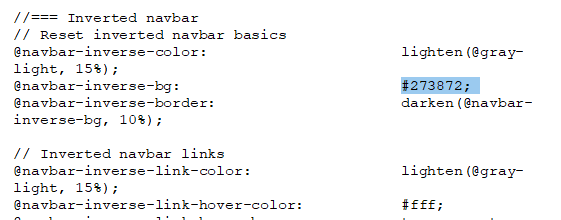 //=== Inverted navbar
// Reset inverted navbar basics
@navbar-inverse-color: lighten(@gray-
light, 15%);
@navbar-inverse-bg: #273872;
@navbar-inverse-border: darken(@navbar-
inverse-bg, 10%);

// Inverted navbar links
@navbar-inverse-link-color: lighten(@gray-
light, 15%);
@navbar-inverse-link-hover-color: #fff;